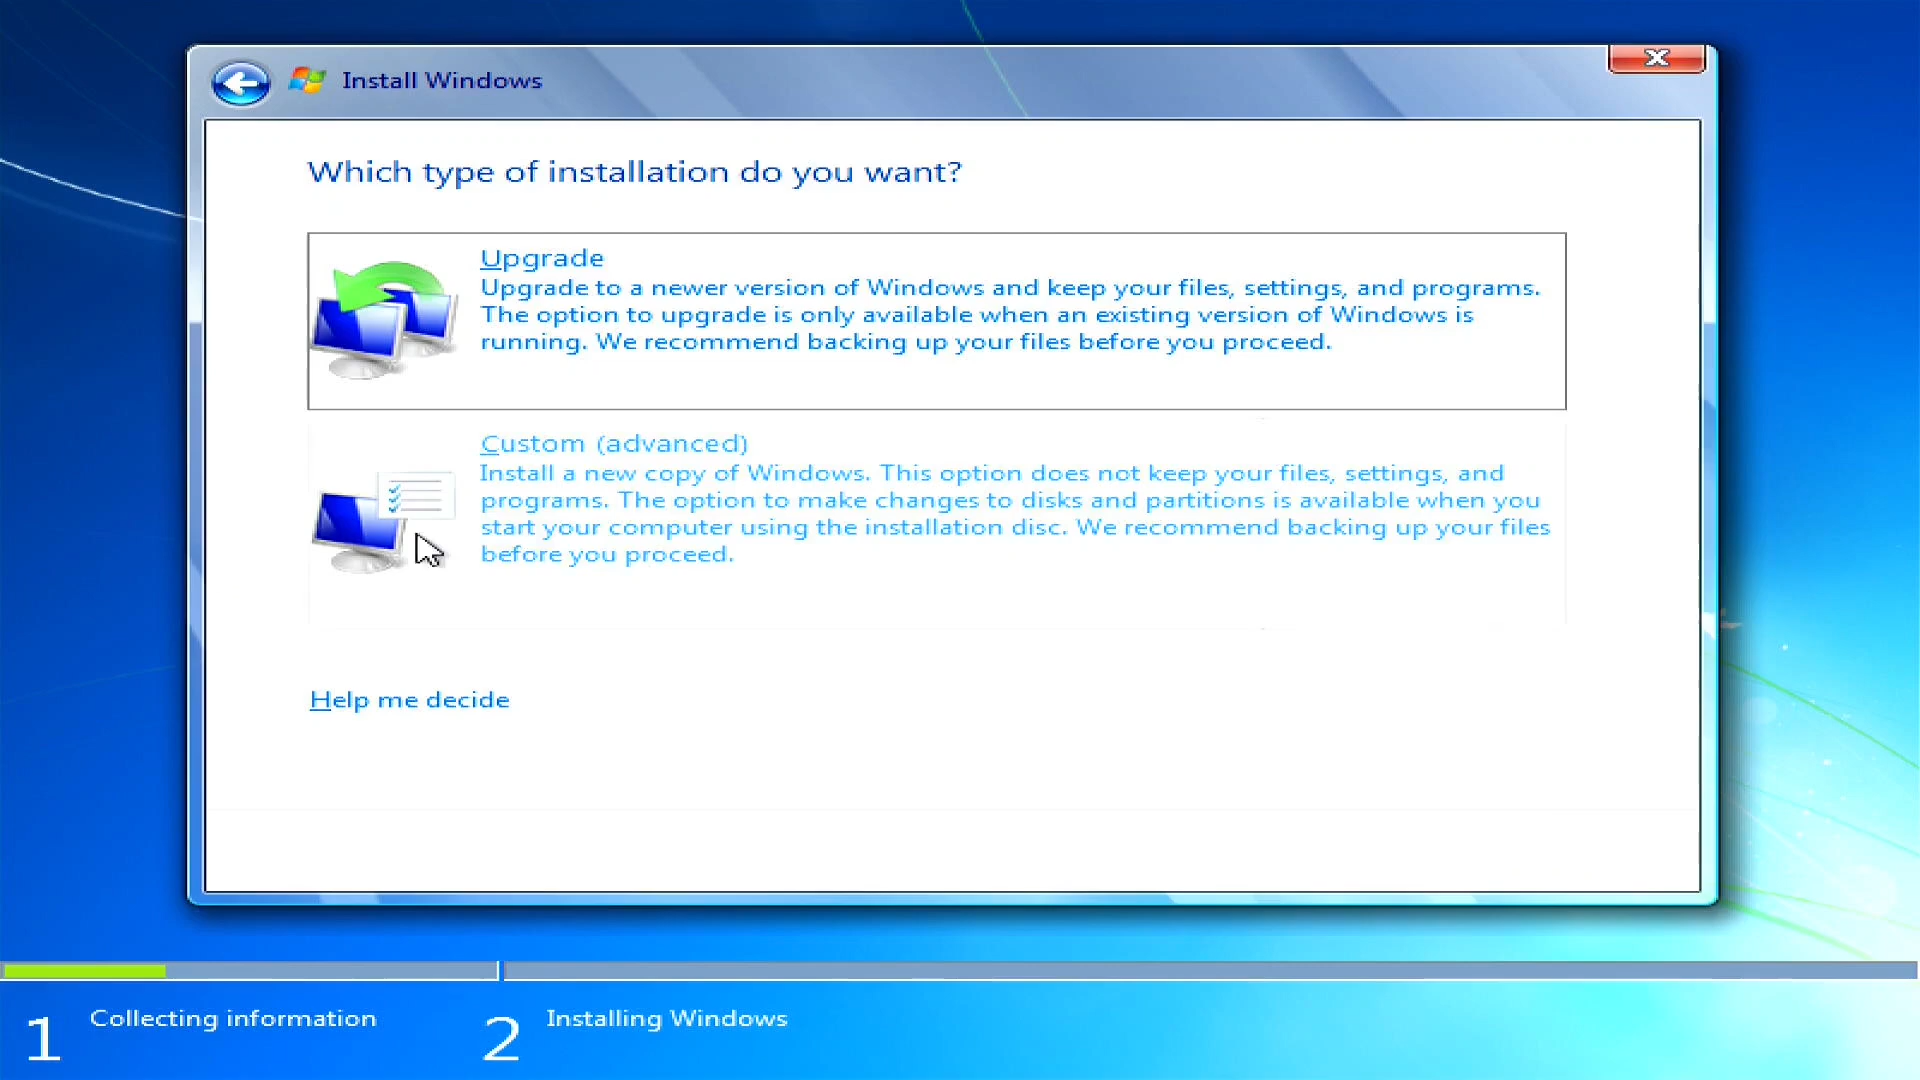 Install Windows
Which type of installation do you want?
Upgrade
Upgrade to a newer version of Windows and keep your files, settings, and programs.
The option to upgrade is only available when an existing version of Windows is
running. We recommend backing up your files before you proceed.
Custom (advanced)
Install a new copy of Windows. This option does not keep your files, settings, and
programs. The option to make changes to disks and partitions is available when you
start your computer using the installation disc. We recommend backing up your files
before you proceed.
Help me decide
1 Collecting information
2 Installing Windows